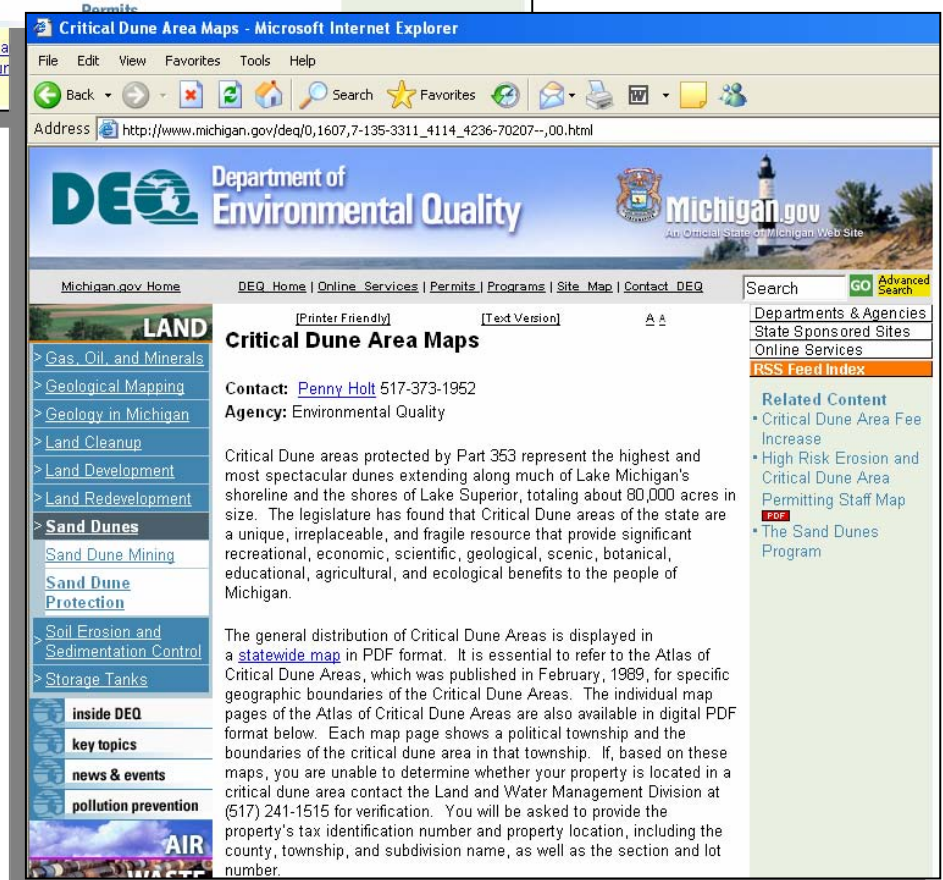 Permits
Critical Dune Area Maps - Microsoft Internet Explorer
File Edit View Favorites Tools Help
Back Search Favorites
Address http://www.michigan.gov/deq/0,1607,7-135-3311_4114_4236-70207--,00.html
DEQ Department of Environmental Quality
Michigan.gov
An Official State of Michigan Web Site
Michigan.gov Home DEQ Home | Online Services | Permits | Programs | Site Map | Contact DEQ
Search GO Advanced Search
LAND
> Gas, Oil, and Minerals
> Geological Mapping
> Geology in Michigan
> Land Cleanup
> Land Development
> Land Redevelopment
> Sand Dunes
Sand Dune Mining
Sand Dune
Protection
> Soil Erosion and
Sedimentation Control
> Storage Tanks
inside DEQ
key topics
news & events
pollution prevention
AIR
WASTE
[Printer Friendly] [Text Version] A A
Critical Dune Area Maps
Contact: Penny Holt 517-373-1952
Agency: Environmental Quality
Critical Dune areas protected by Part 353 represent the highest and
most spectacular dunes extending along much of Lake Michigan's
shoreline and the shores of Lake Superior, totaling about 80,000 acres in
size. The legislature has found that Critical Dune areas of the state are
a unique, irreplaceable, and fragile resource that provide significant
recreational, economic, scientific, geological, scenic, botanical,
educational, agricultural, and ecological benefits to the people of
Michigan.
The general distribution of Critical Dune Areas is displayed in
a statewide map in PDF format. It is essential to refer to the Atlas of
Critical Dune Areas, which was published in February, 1989, for specific
geographic boundaries of the Critical Dune Areas. The individual map
pages of the Atlas of Critical Dune Areas are also available in digital PDF
format below. Each map page shows a political township and the
boundaries of the critical dune area in that township. If, based on these
maps, you are unable to determine whether your property is located in a
critical dune area contact the Land and Water Management Division at
(517) 241-1515 for verification. You will be asked to provide the
property's tax identification number and property location, including the
county, township, and subdivision name, as well as the section and lot
number.
Departments & Agencies
State Sponsored Sites
Online Services
RSS Feed Index
Related Content
• Critical Dune Area Fee
Increase
• High Risk Erosion and
Critical Dune Area
Permitting Staff Map
PDF
• The Sand Dunes
Program